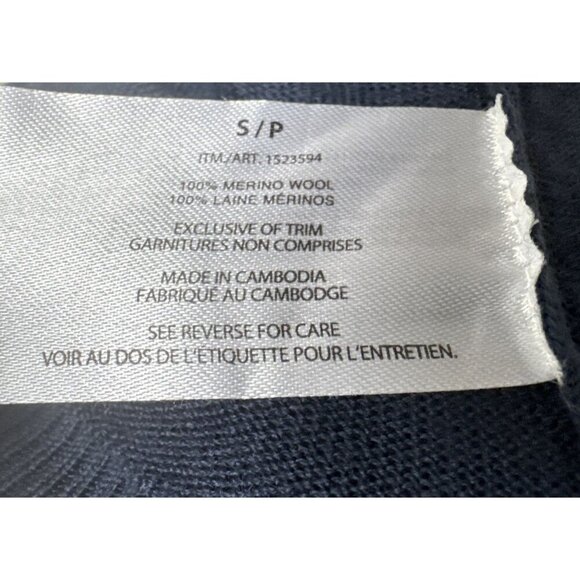 S/P
ITM./ART. 1523594
100% MERINO WOOL
100% LAINE MÉRINOS
EXCLUSIVE OF TRIM
GARNITURES NON COMPRISES
MADE IN CAMBODIA
FABRIQUÉ AU CAMBODGE
SEE REVERSE FOR CARE
VOIR AU DOS DE L'ETIQUETTE POUR L'ENTRETIEN.